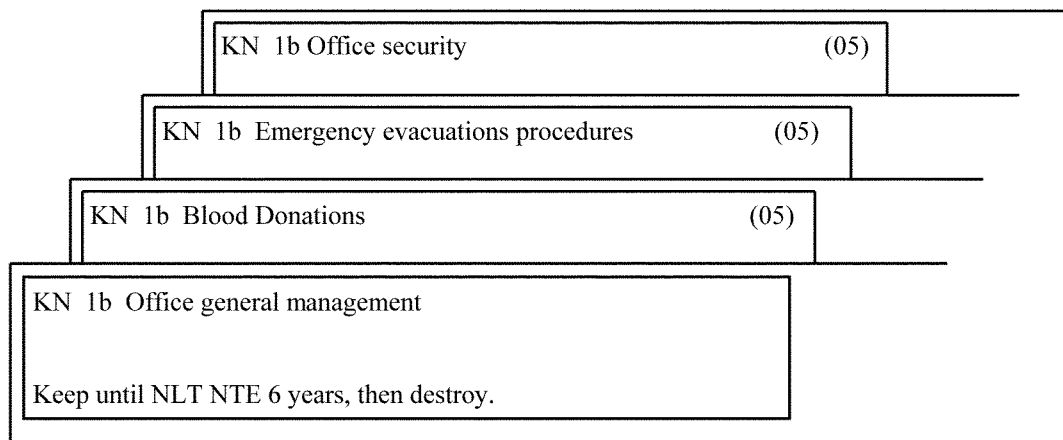 KN 1b Office security (05)
KN 1b Emergency evacuations procedures (05)
KN 1b Blood Donations (05)
KN 1b Office general management
Keep until NLT NTE 6 years, then destroy.